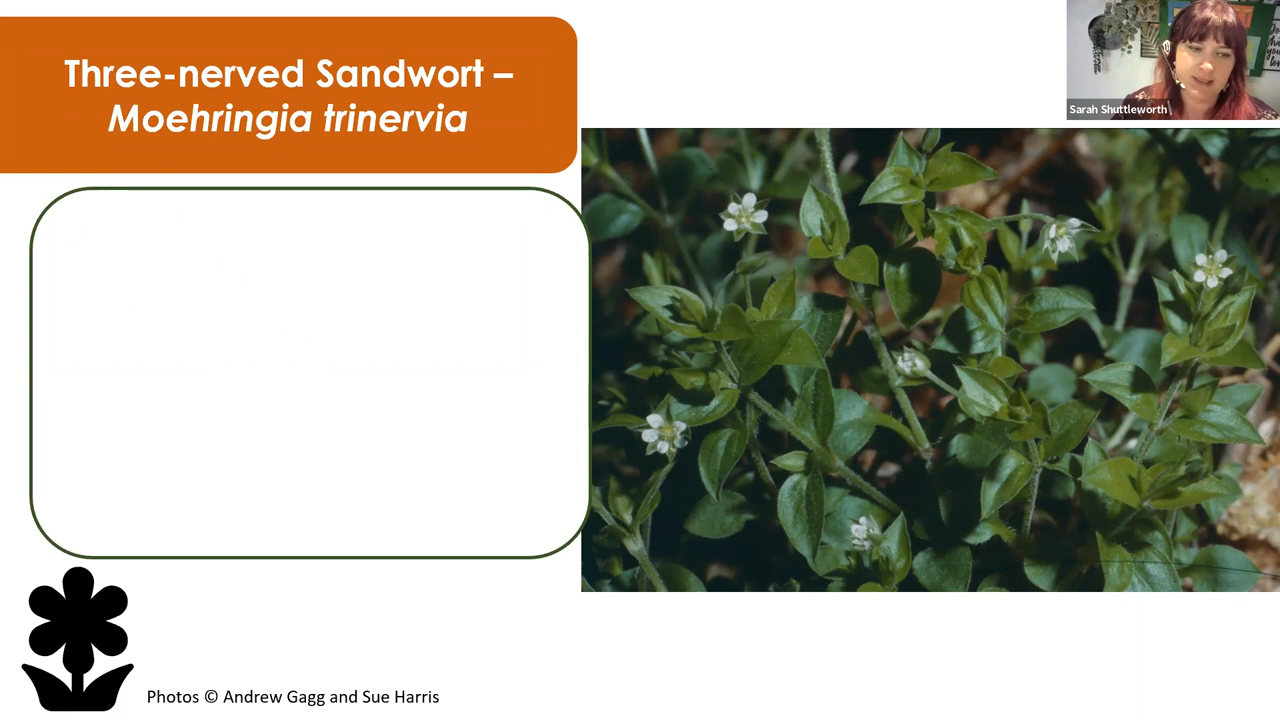 Three-nerved Sandwort –
Moehringia trinervia
Sarah Shuttleworth
Photos © Andrew Gagg and Sue Harris